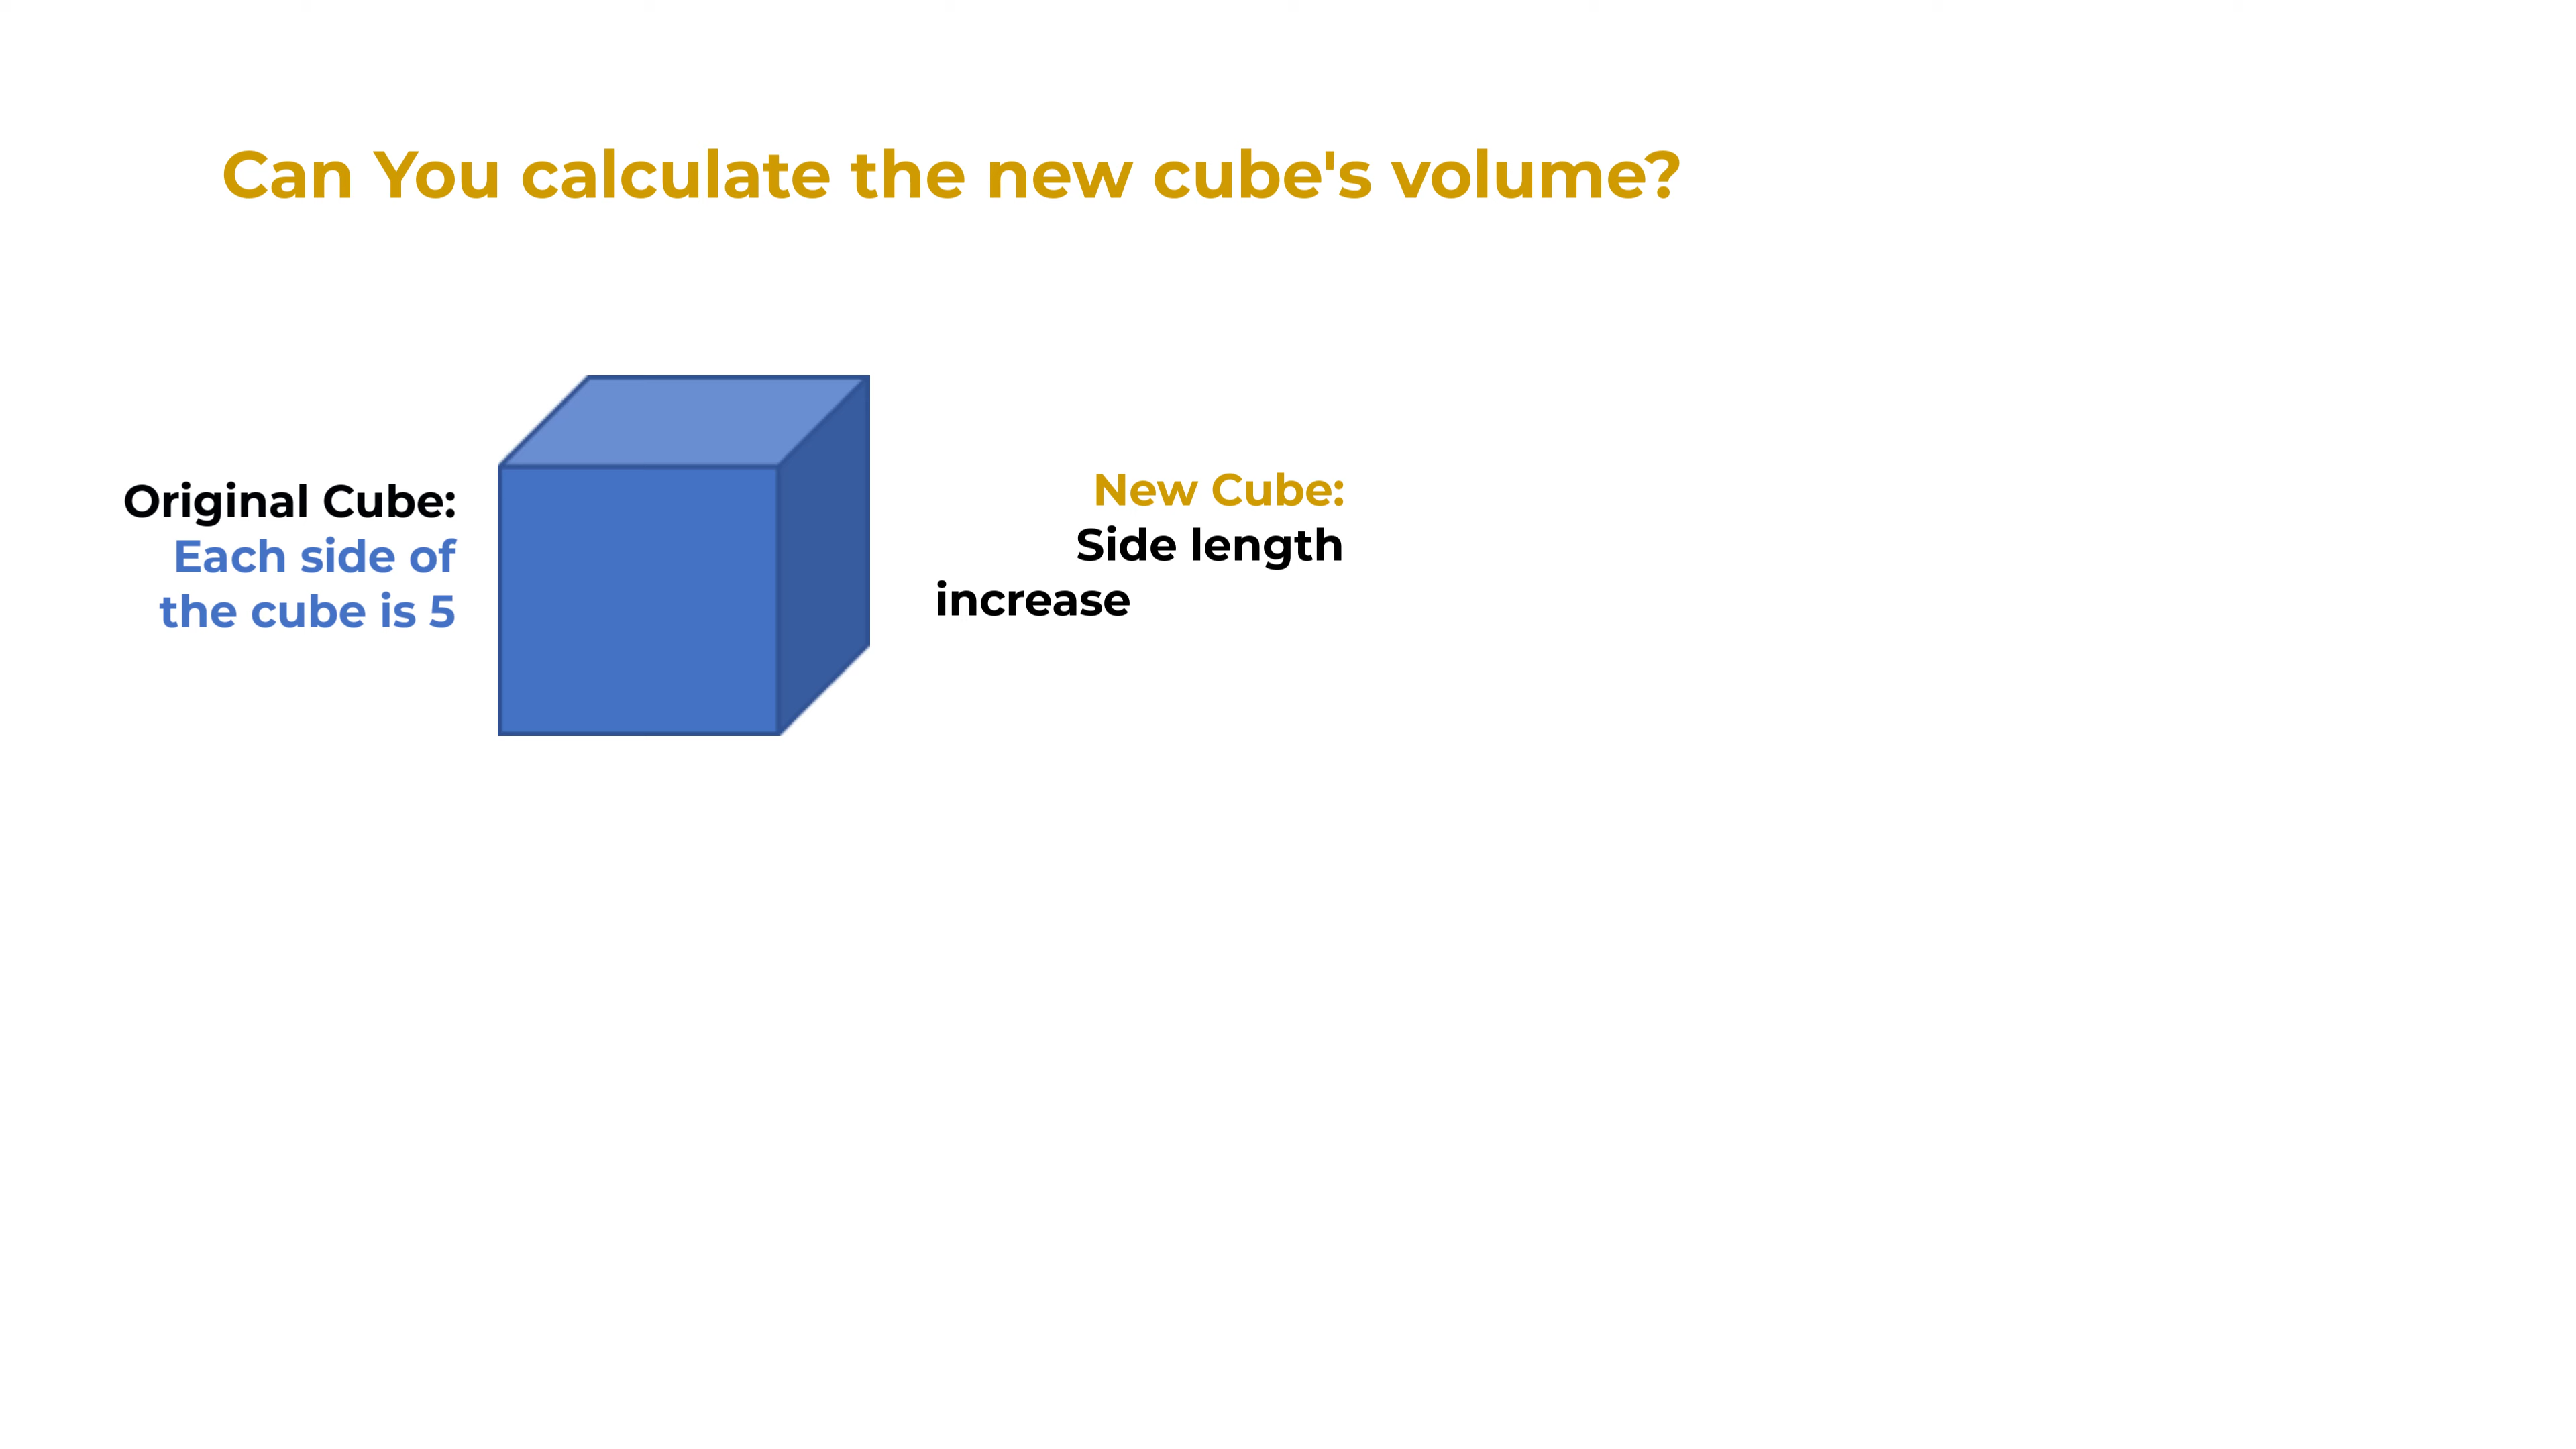 Can You calculate the new cube's volume?
Original Cube:
Each side of
the cube is 5
New Cube:
Side length
increase